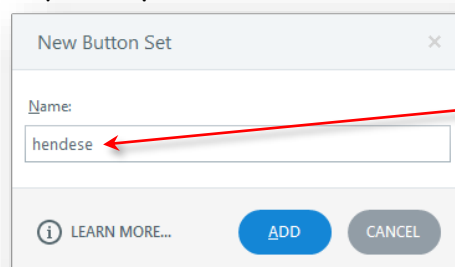 New Button Set
Name:
hendese
LEARN MORE...
ADD
CANCEL